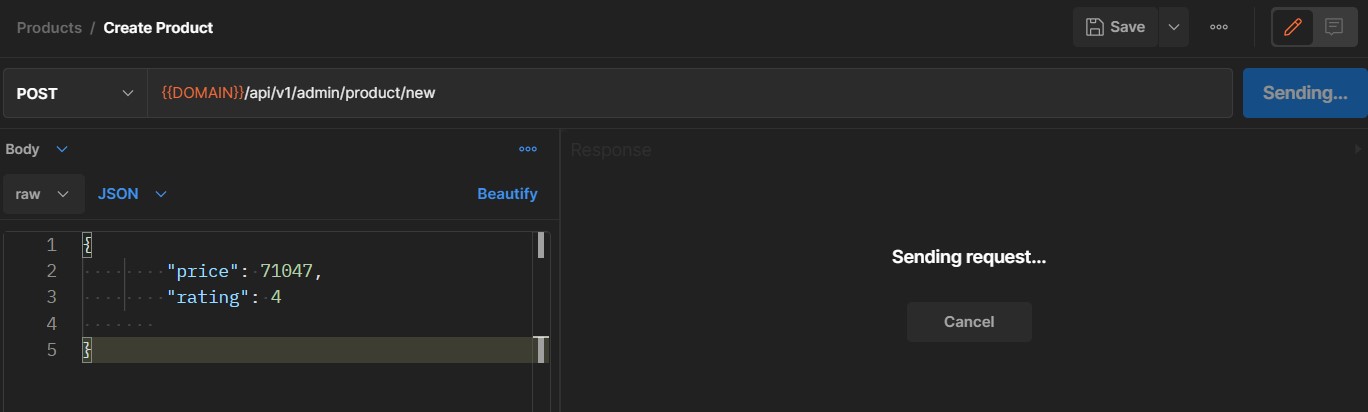 Products / Create Product
Save
POST
{{DOMAIN}}/api/v1/admin/product/new
Sending...
Body
Response
raw
JSON
Beautify
1 {
2 "price": 71047,
3 "rating": 4
4
5 }
Sending request...
Cancel